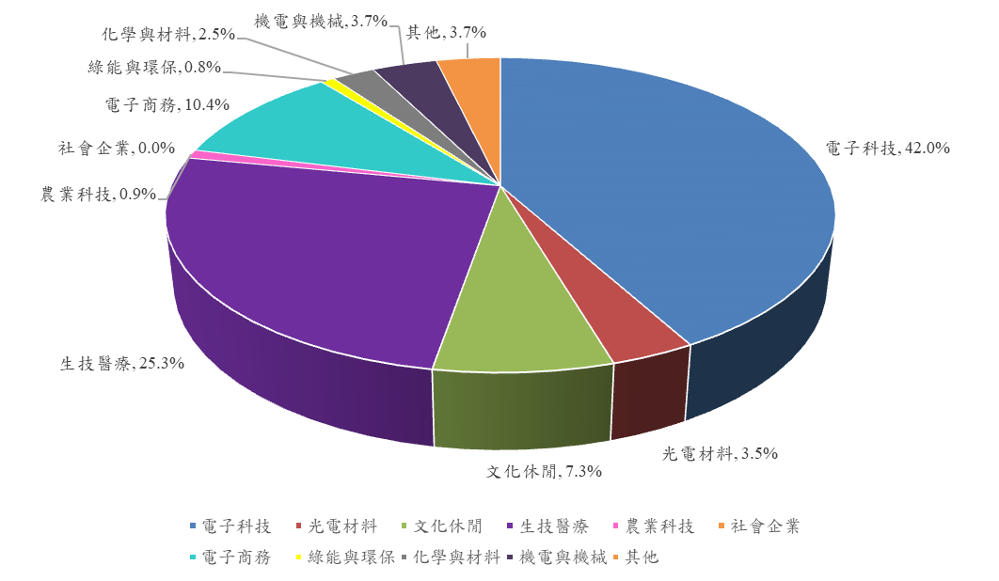 機電與機械, 3.7%
其他, 3.7%
化學與材料, 2.5%
綠能與環保, 0.8%
電子商務, 10.4%
社會企業, 0.0%
電子科技, 42.0%
農業科技, 0.9%
生技醫療, 25.3%
光電材料, 3.5%
文化休閒, 7.3%
電子科技 光電材料 文化休閒 生技醫療 農業科技 社會企業
電子商務 綠能與環保 化學與材料 機電與機械 其他